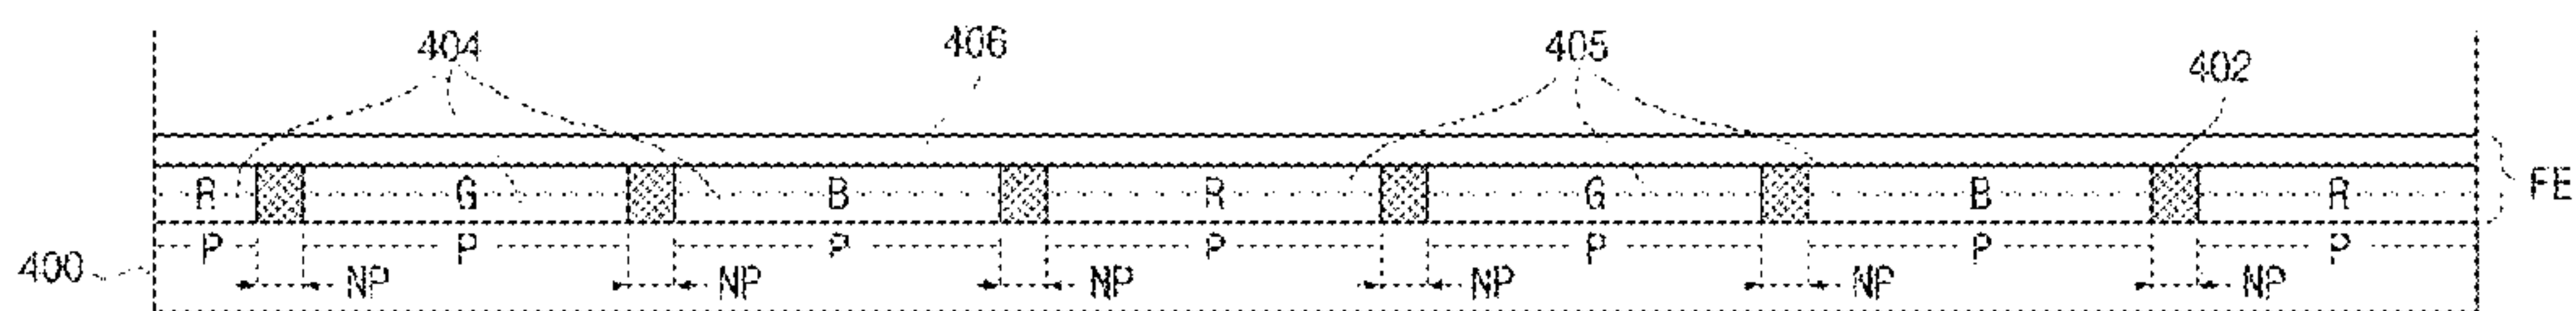 404 406 405 402
R G B R G B R FE
P P P P P P P
400 NP NP NP NP NP NP